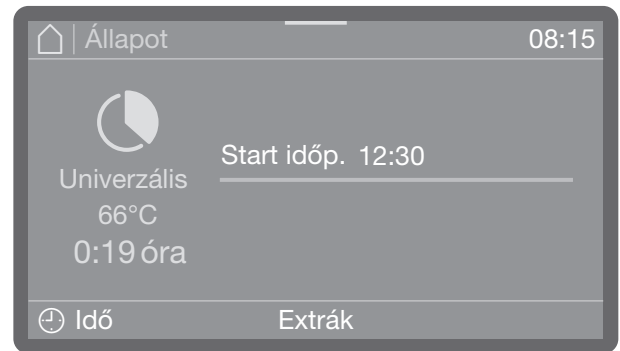 Állapot 08:15
Start időp. 12:30
Univerzális
66°C
0:19 óra
Idő Extrák